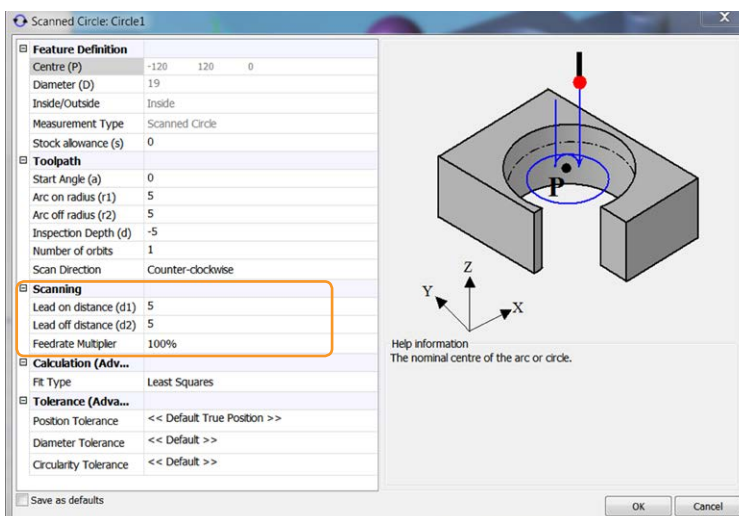 Scanned Circle: Circle1
X
Feature Definition
Centre (P) -120 120 0
Diameter (D) 19
Inside/Outside Inside
Measurement Type Scanned Circle
Stock allowance (s) 0
Toolpath
Start Angle (a) 0
Arc on radius (r1) 5
Arc off radius (r2) 5
Inspection Depth (d) -5
Number of orbits 1
Scan Direction Counter-clockwise
Scanning
Lead on distance (d1) 5
Lead off distance (d2) 5
Feedrate Multiplier 100%
Calculation (Adv...
Fit Type Least Squares
Tolerance (Adva...
Position Tolerance << Default True Position >>
Diameter Tolerance << Default >>
Circularity Tolerance << Default >>
Save as defaults
P
Z
Y
X
Help information
The nominal centre of the arc or circle.
OK Cancel